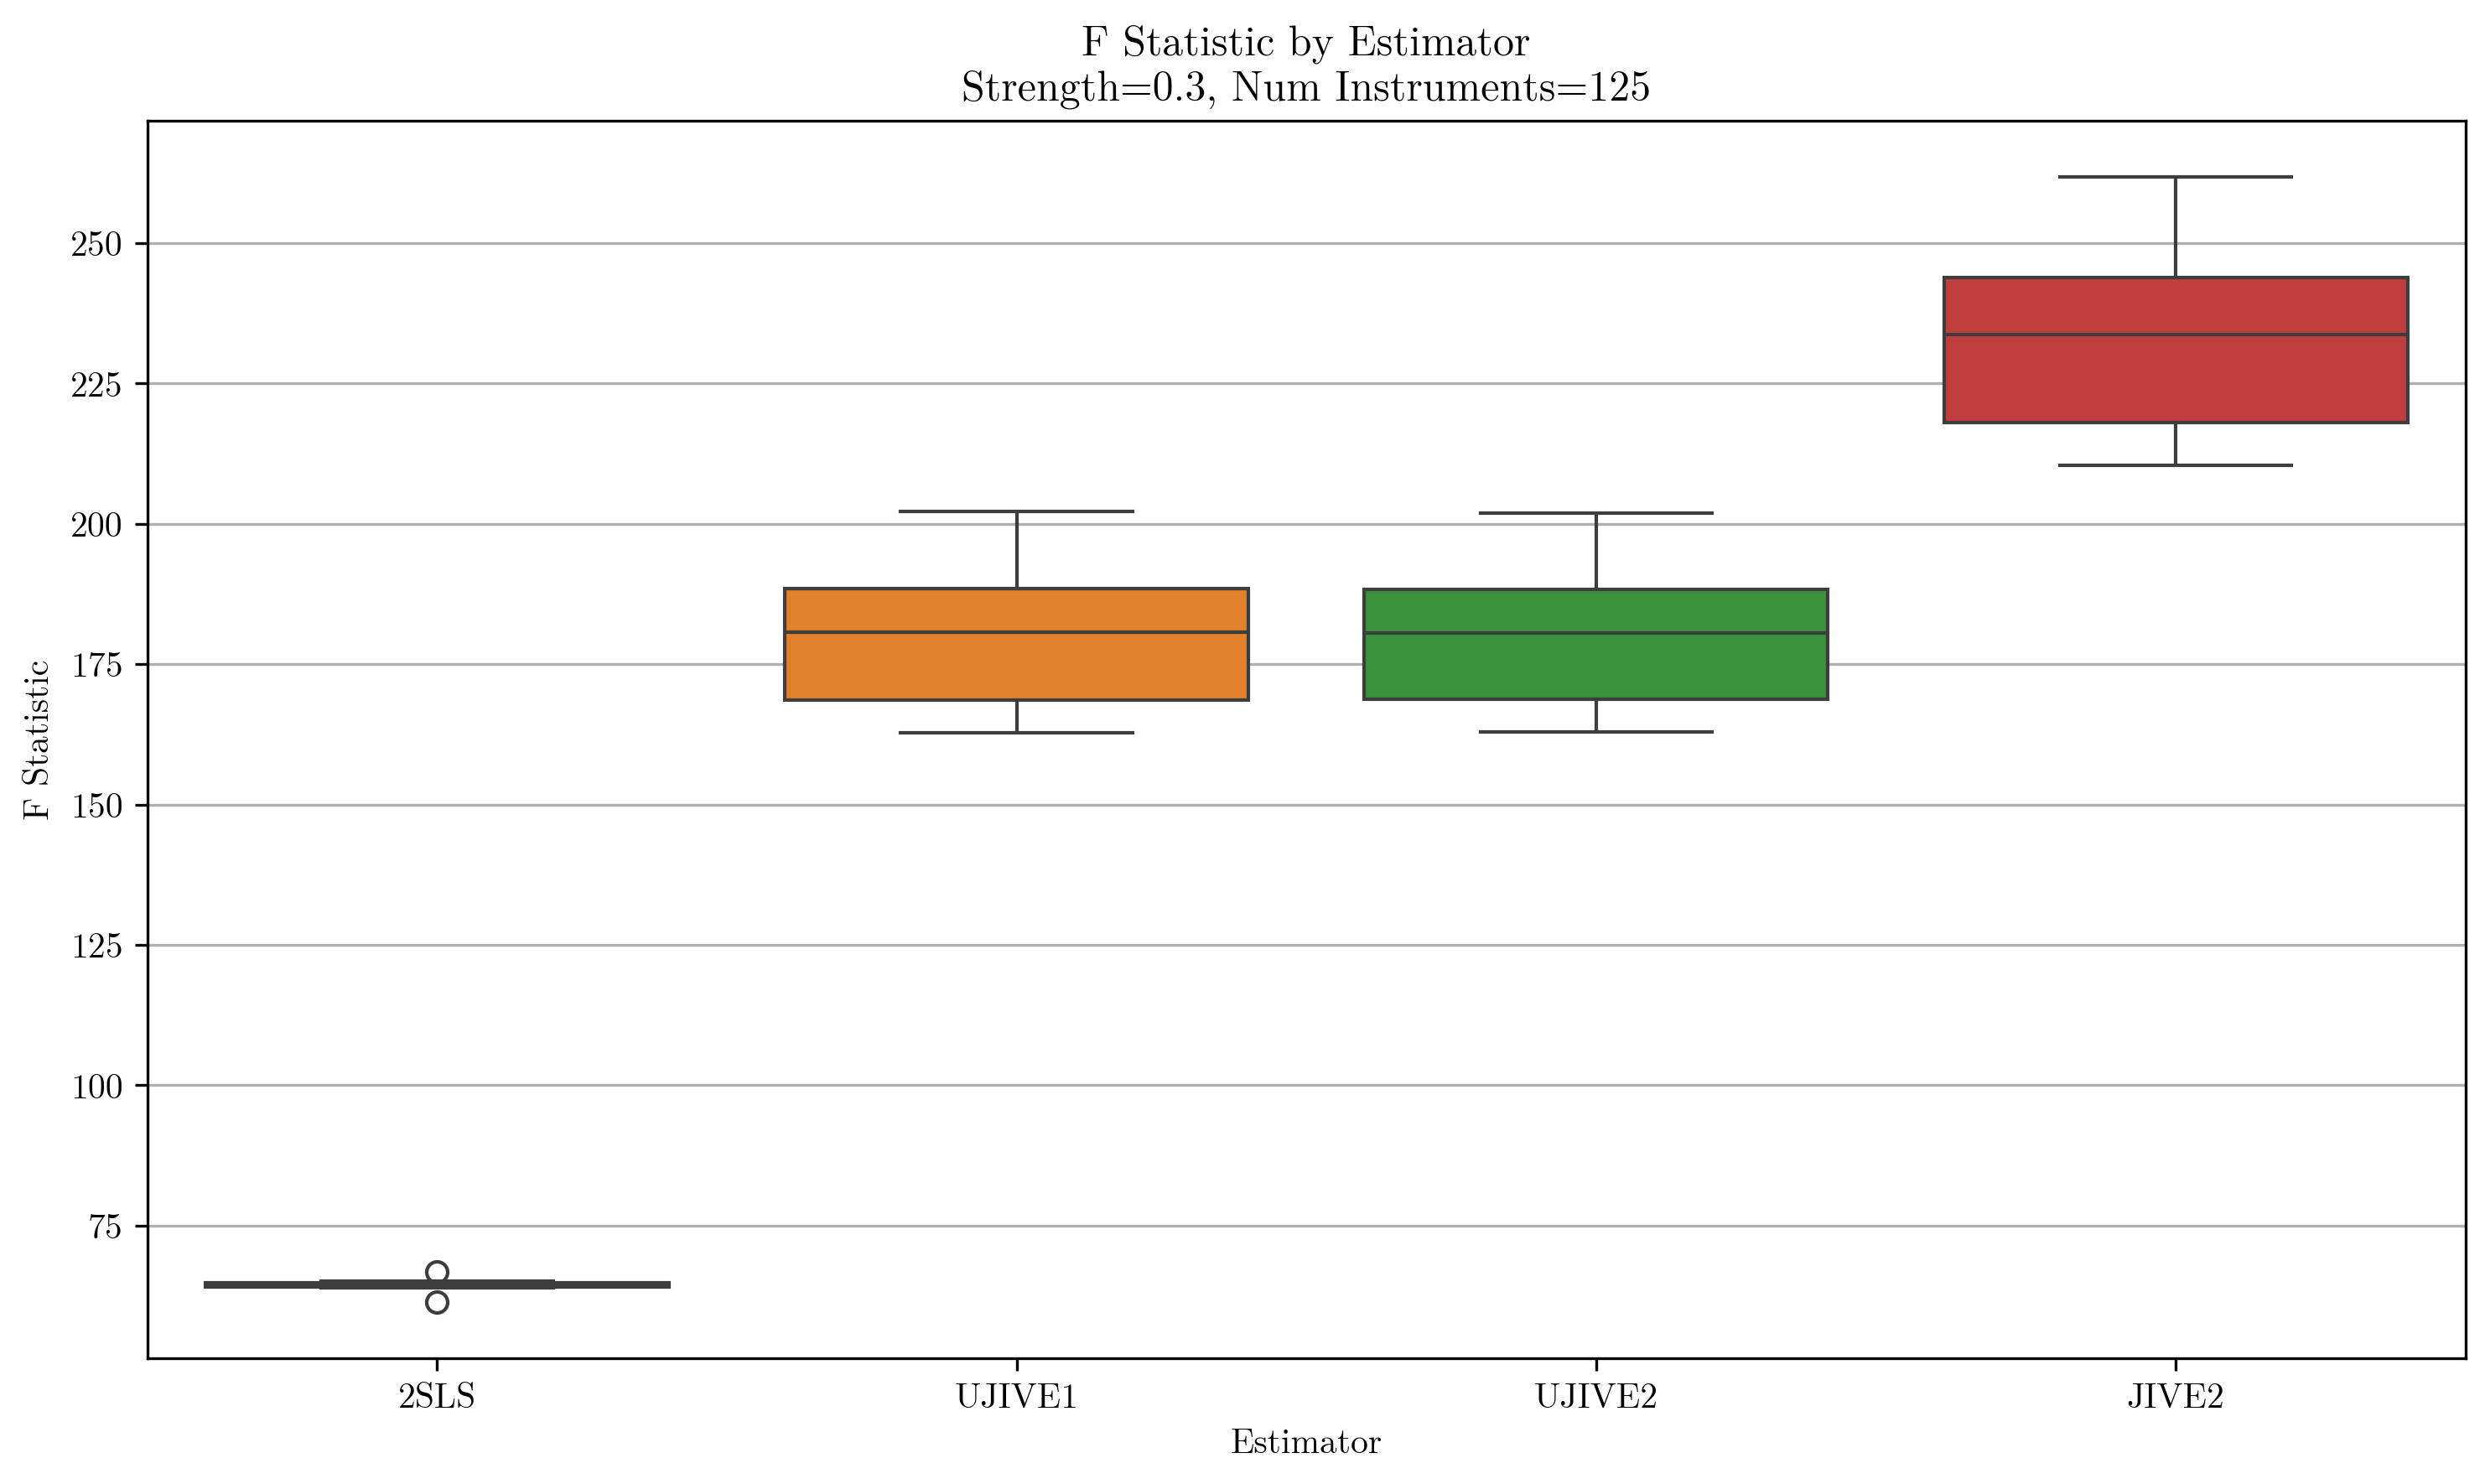 F Statistic by Estimator
Strength=0.3, Num Instruments=125
F Statistic
250
225
200
175
150
125
100
75
2SLS
UJIVE1
UJIVE2
JIVE2
Estimator